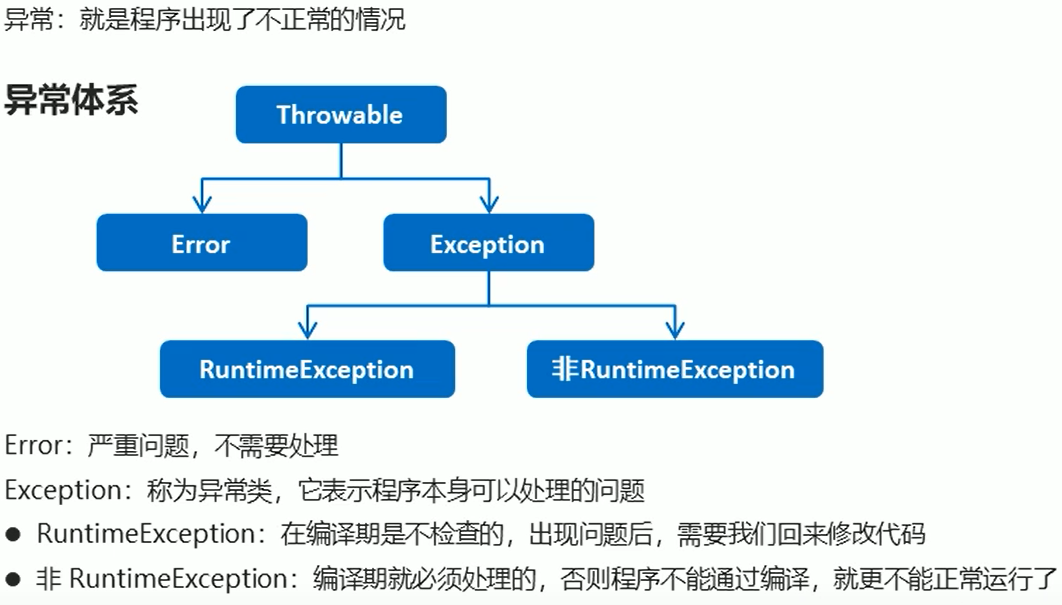 异常：就是程序出现了不正常的情况
异常体系
Throwable
Error
Exception
RuntimeException
非RuntimeException
Error：严重问题，不需要处理
Exception：称为异常类，它表示程序本身可以处理的问题
● RuntimeException：在编译期是不检查的，出现问题后，需要我们回来修改代码
● 非 RuntimeException：编译期就必须处理的，否则程序不能通过编译，就更不能正常运行了